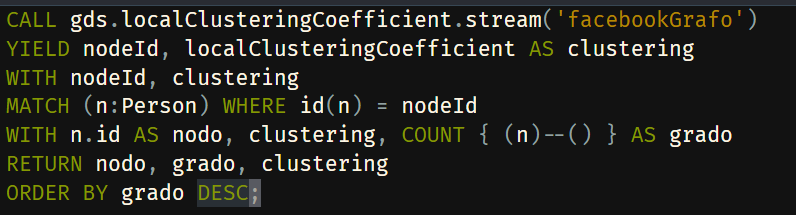 CALL gds.localClusteringCoefficient.stream('facebookGrafo')
YIELD nodeId, localClusteringCoefficient AS clustering
WITH nodeId, clustering
MATCH (n:Person) WHERE id(n) = nodeId
WITH n.id AS nodo, clustering, COUNT { (n)--() } AS grado
RETURN nodo, grado, clustering
ORDER BY grado DESC;